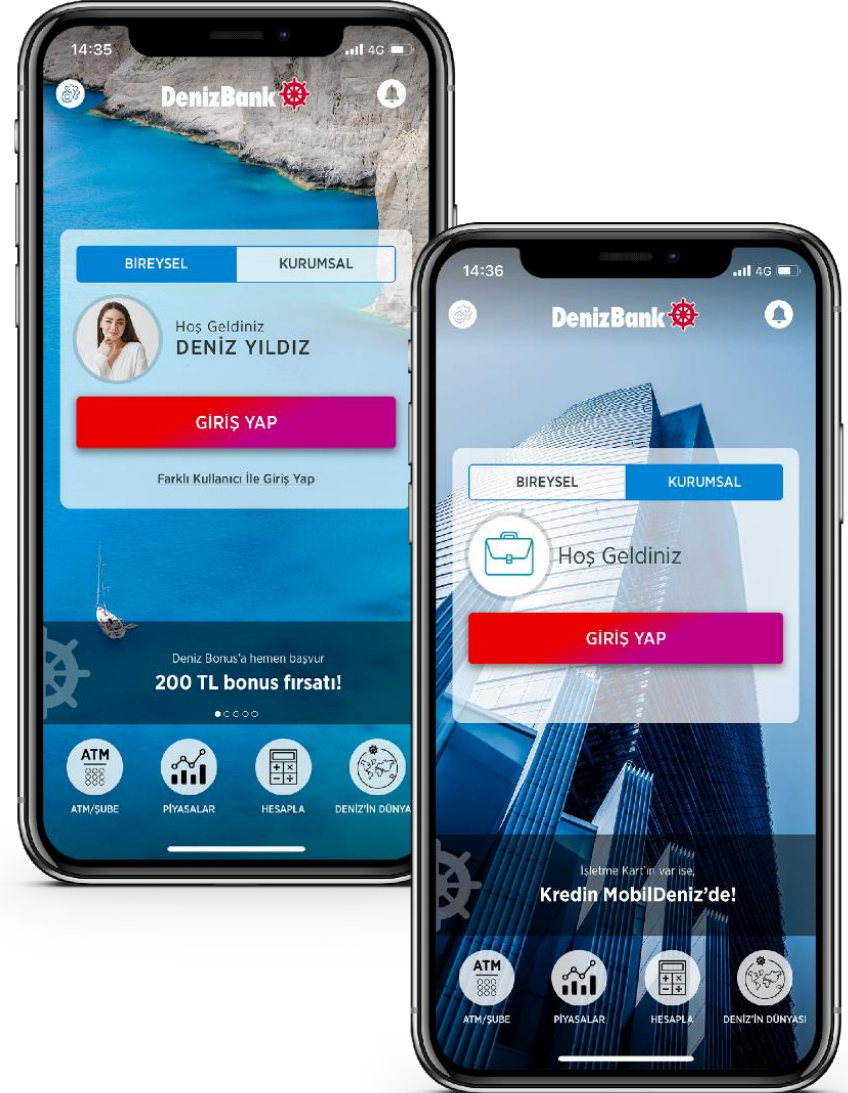 14:35
4G
DenizBank
BİREYSEL
KURUMSAL
Hoş Geldiniz
DENİZ YILDIZ
GİRİŞ YAP
Farklı Kullanıcı İle Giriş Yap
Deniz Bonus'a hemen başvur
200 TL bonus fırsatı!
ATM
ATM/ŞUBE
PİYASALAR
HESAPLA
DENİZ'İN DÜNYA
14:36
4G
DenizBank
BIREYSEL
KURUMSAL
Hoş Geldiniz
GİRİŞ YAP
İşletme Kart'ın var ise,
Kredin MobilDeniz'de!
ATM
ATM/ŞUBE
PİYASALAR
HESAPLA
DENİZ'İN DÜNYASI